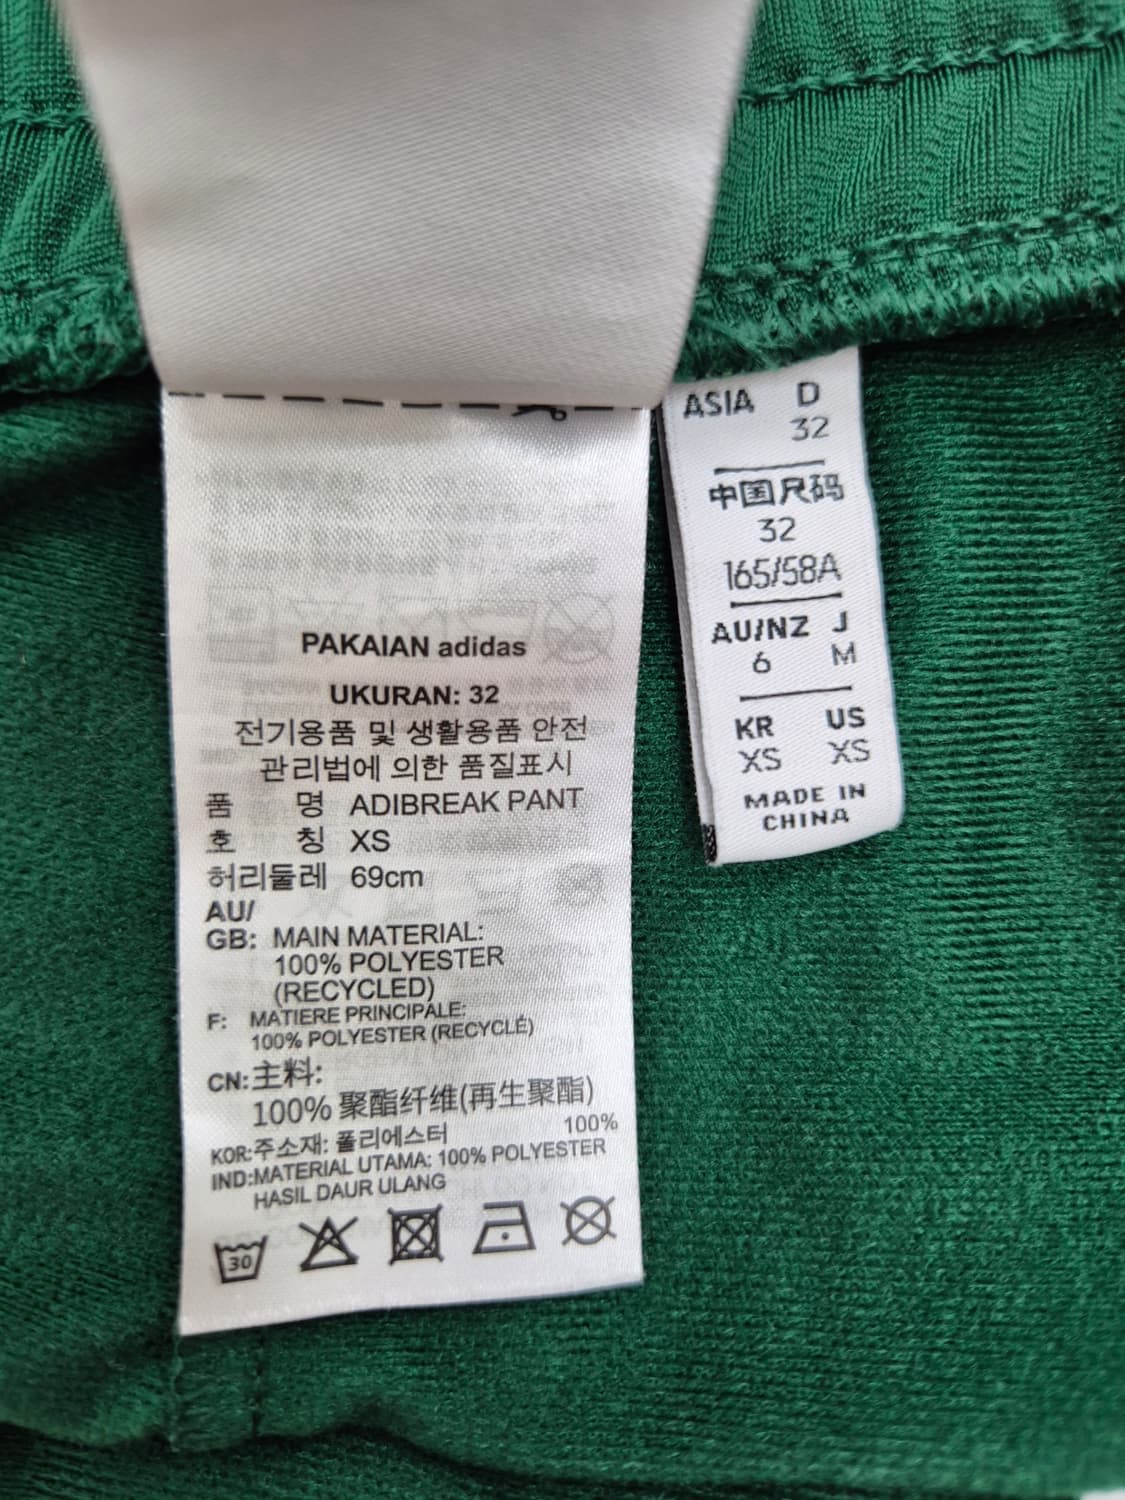 PAKAIAN adidas
UKURAN: 32
전기용품 및 생활용품 안전
관리법에 의한 품질표시
품 명 ADIBREAK PANT
호 칭 XS
허리둘레 69cm
AU/
GB: MAIN MATERIAL:
100% POLYESTER
(RECYCLED)
F: MATIERE PRINCIPALE:
100% POLYESTER (RECYCLÉ)
CN: 主料:
100% 聚酯纤维(再生聚酯)
KOR: 주소재: 폴리에스터 100%
IND: MATERIAL UTAMA: 100% POLYESTER
HASIL DAUR ULANG
30
ASIA D
32
中国尺码
32
165/58A
AU/NZ J
6 M
KR US
XS XS
MADE IN
CHINA